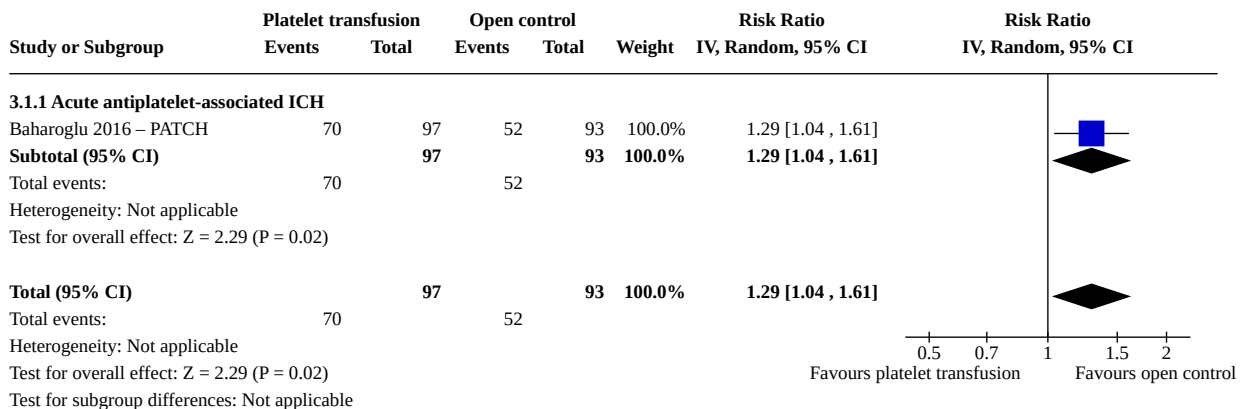 Platelet transfusion Open control Risk Ratio Risk Ratio
Study or Subgroup Events Total Events Total Weight IV, Random, 95% CI IV, Random, 95% CI
3.1.1 Acute antiplatelet-associated ICH
Baharoglu 2016 – PATCH 70 97 52 93 100.0% 1.29 [1.04 , 1.61]
Subtotal (95% CI) 97 93 100.0% 1.29 [1.04 , 1.61]
Total events: 70 52
Heterogeneity: Not applicable
Test for overall effect: Z = 2.29 (P = 0.02)
Total (95% CI) 97 93 100.0% 1.29 [1.04 , 1.61]
Total events: 70 52
Heterogeneity: Not applicable
0.5 0.7 1 1.5 2
Test for overall effect: Z = 2.29 (P = 0.02) Favours platelet transfusion Favours open control
Test for subgroup differences: Not applicable